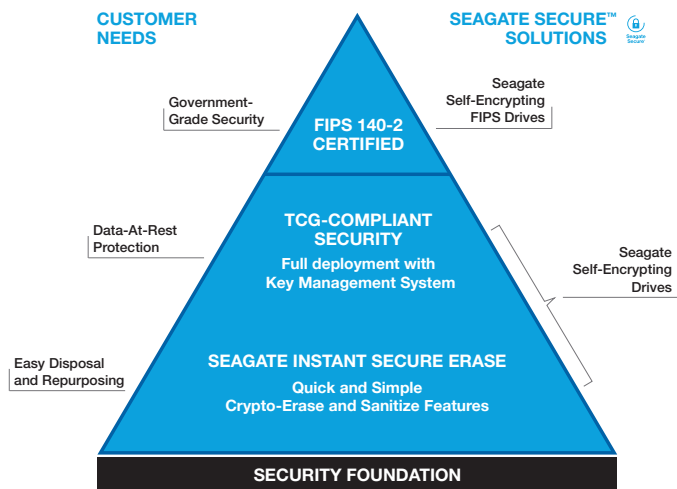 CUSTOMER
NEEDS
SEAGATE SECURE™
SOLUTIONS
Seagate
Secure
Government-
Grade Security
FIPS 140-2
CERTIFIED
Seagate
Self-Encrypting
FIPS Drives
Data-At-Rest
Protection
TCG-COMPLIANT
SECURITY
Full deployment with
Key Management System
Seagate
Self-Encrypting
Drives
Easy Disposal
and Repurposing
SEAGATE INSTANT SECURE ERASE
Quick and Simple
Crypto-Erase and Sanitize Features
SECURITY FOUNDATION